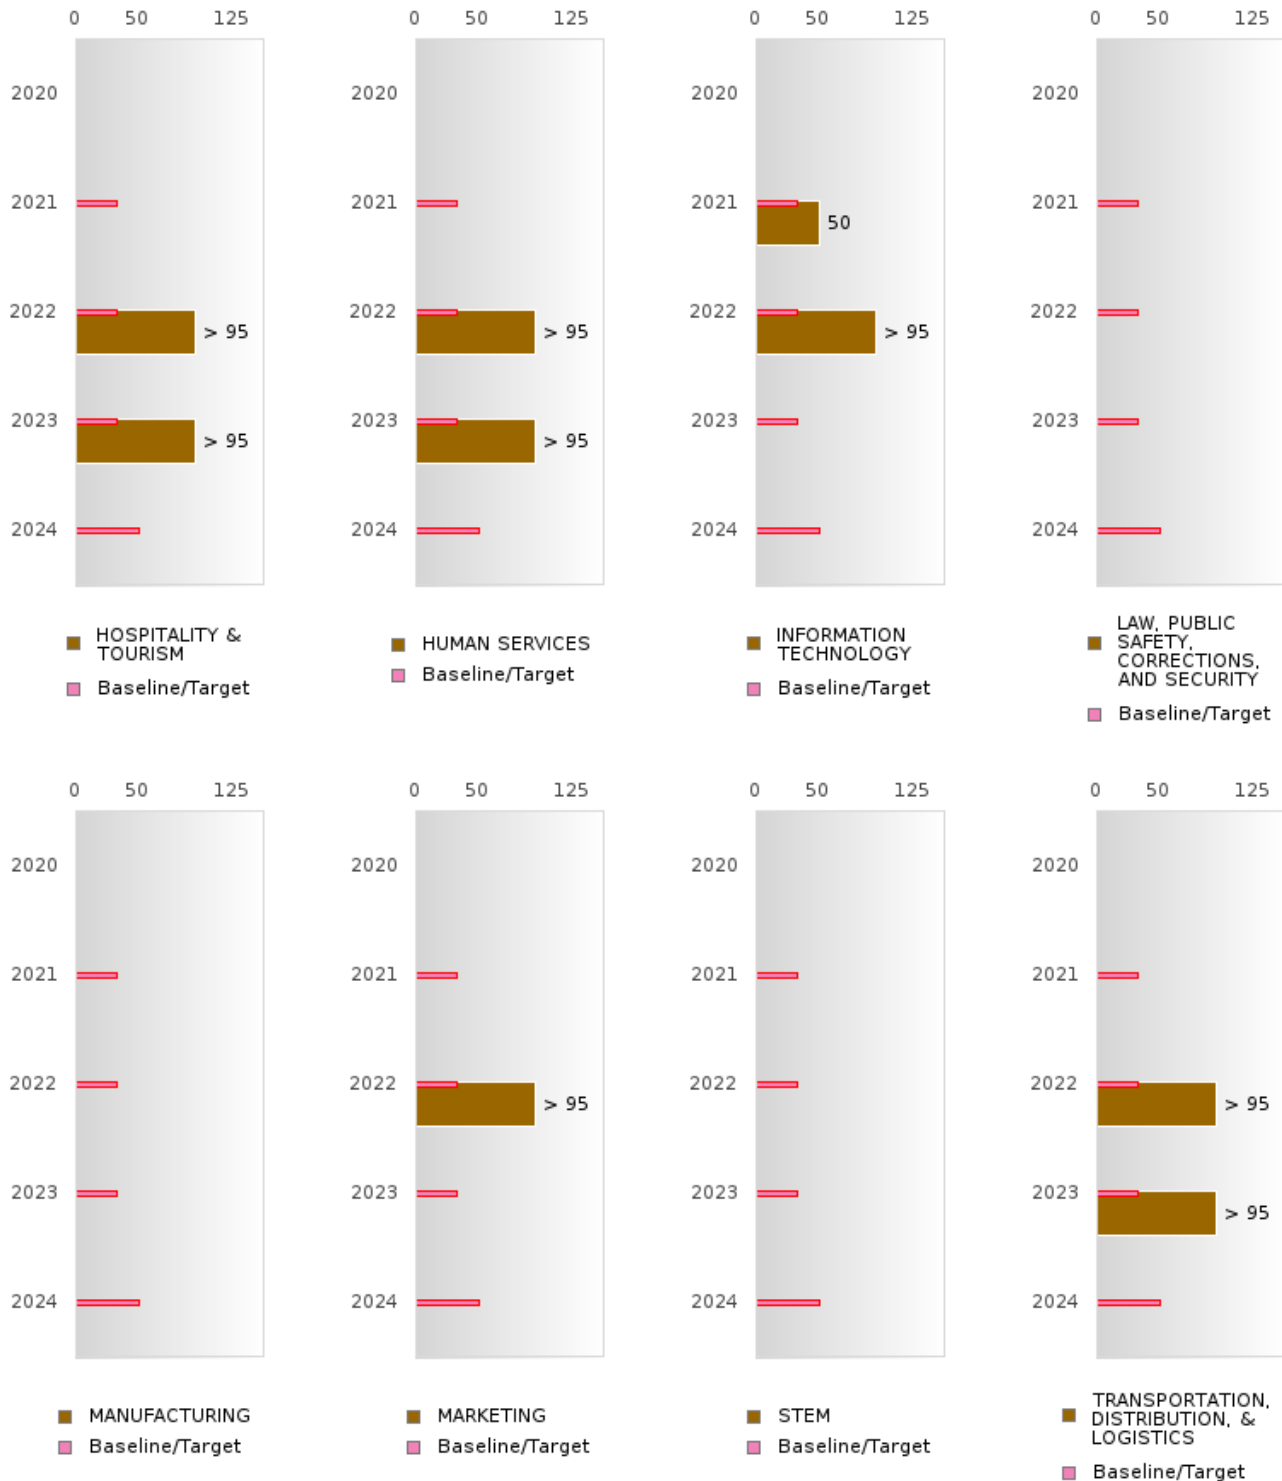 0 50 125 0 50 125 0 50 125 0 50 125
2020 2020 2020 2020
2021 2021 2021 2021
50
2022 2022 2022 2022
> 95 > 95 > 95
2023 2023 2023 2023
> 95 > 95
2024 2024 2024 2024
HOSPITALITY &
TOURISM
Baseline/Target
HUMAN SERVICES
Baseline/Target
INFORMATION
TECHNOLOGY
Baseline/Target
LAW, PUBLIC
SAFETY,
CORRECTIONS,
AND SECURITY
Baseline/Target
0 50 125 0 50 125 0 50 125 0 50 125
2020 2020 2020 2020
2021 2021 2021 2021
2022 2022 2022 2022
> 95 > 95
2023 2023 2023 2023
> 95
2024 2024 2024 2024
MANUFACTURING
Baseline/Target
MARKETING
Baseline/Target
STEM
Baseline/Target
TRANSPORTATION,
DISTRIBUTION, &
LOGISTICS
Baseline/Target